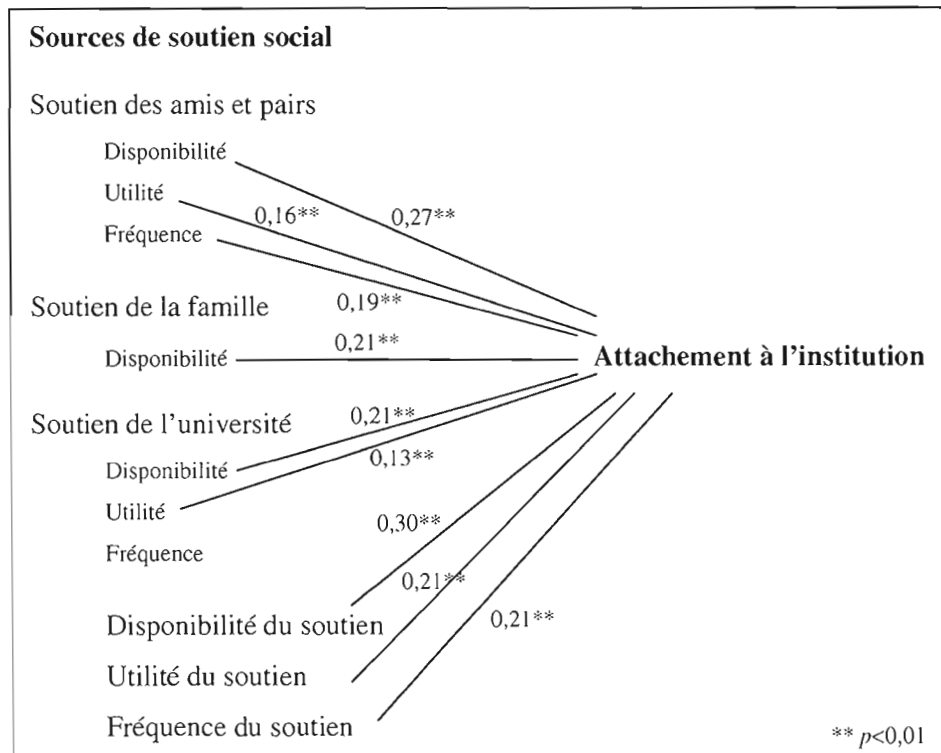 Sources de soutien social
Soutien des amis et pairs
Disponibilité
Utilité
0,16**
0,27**
Fréquence
Soutien de la famille
0,19**
0,21**
Disponibilité
Attachement à l'institution
Soutien de l'université
0,21**
Disponibilité
0,13**
Utilité
0,30**
Fréquence
0,21**
Disponibilité du soutien
0,21**
Utilité du soutien
Fréquence du soutien
** p<0,01